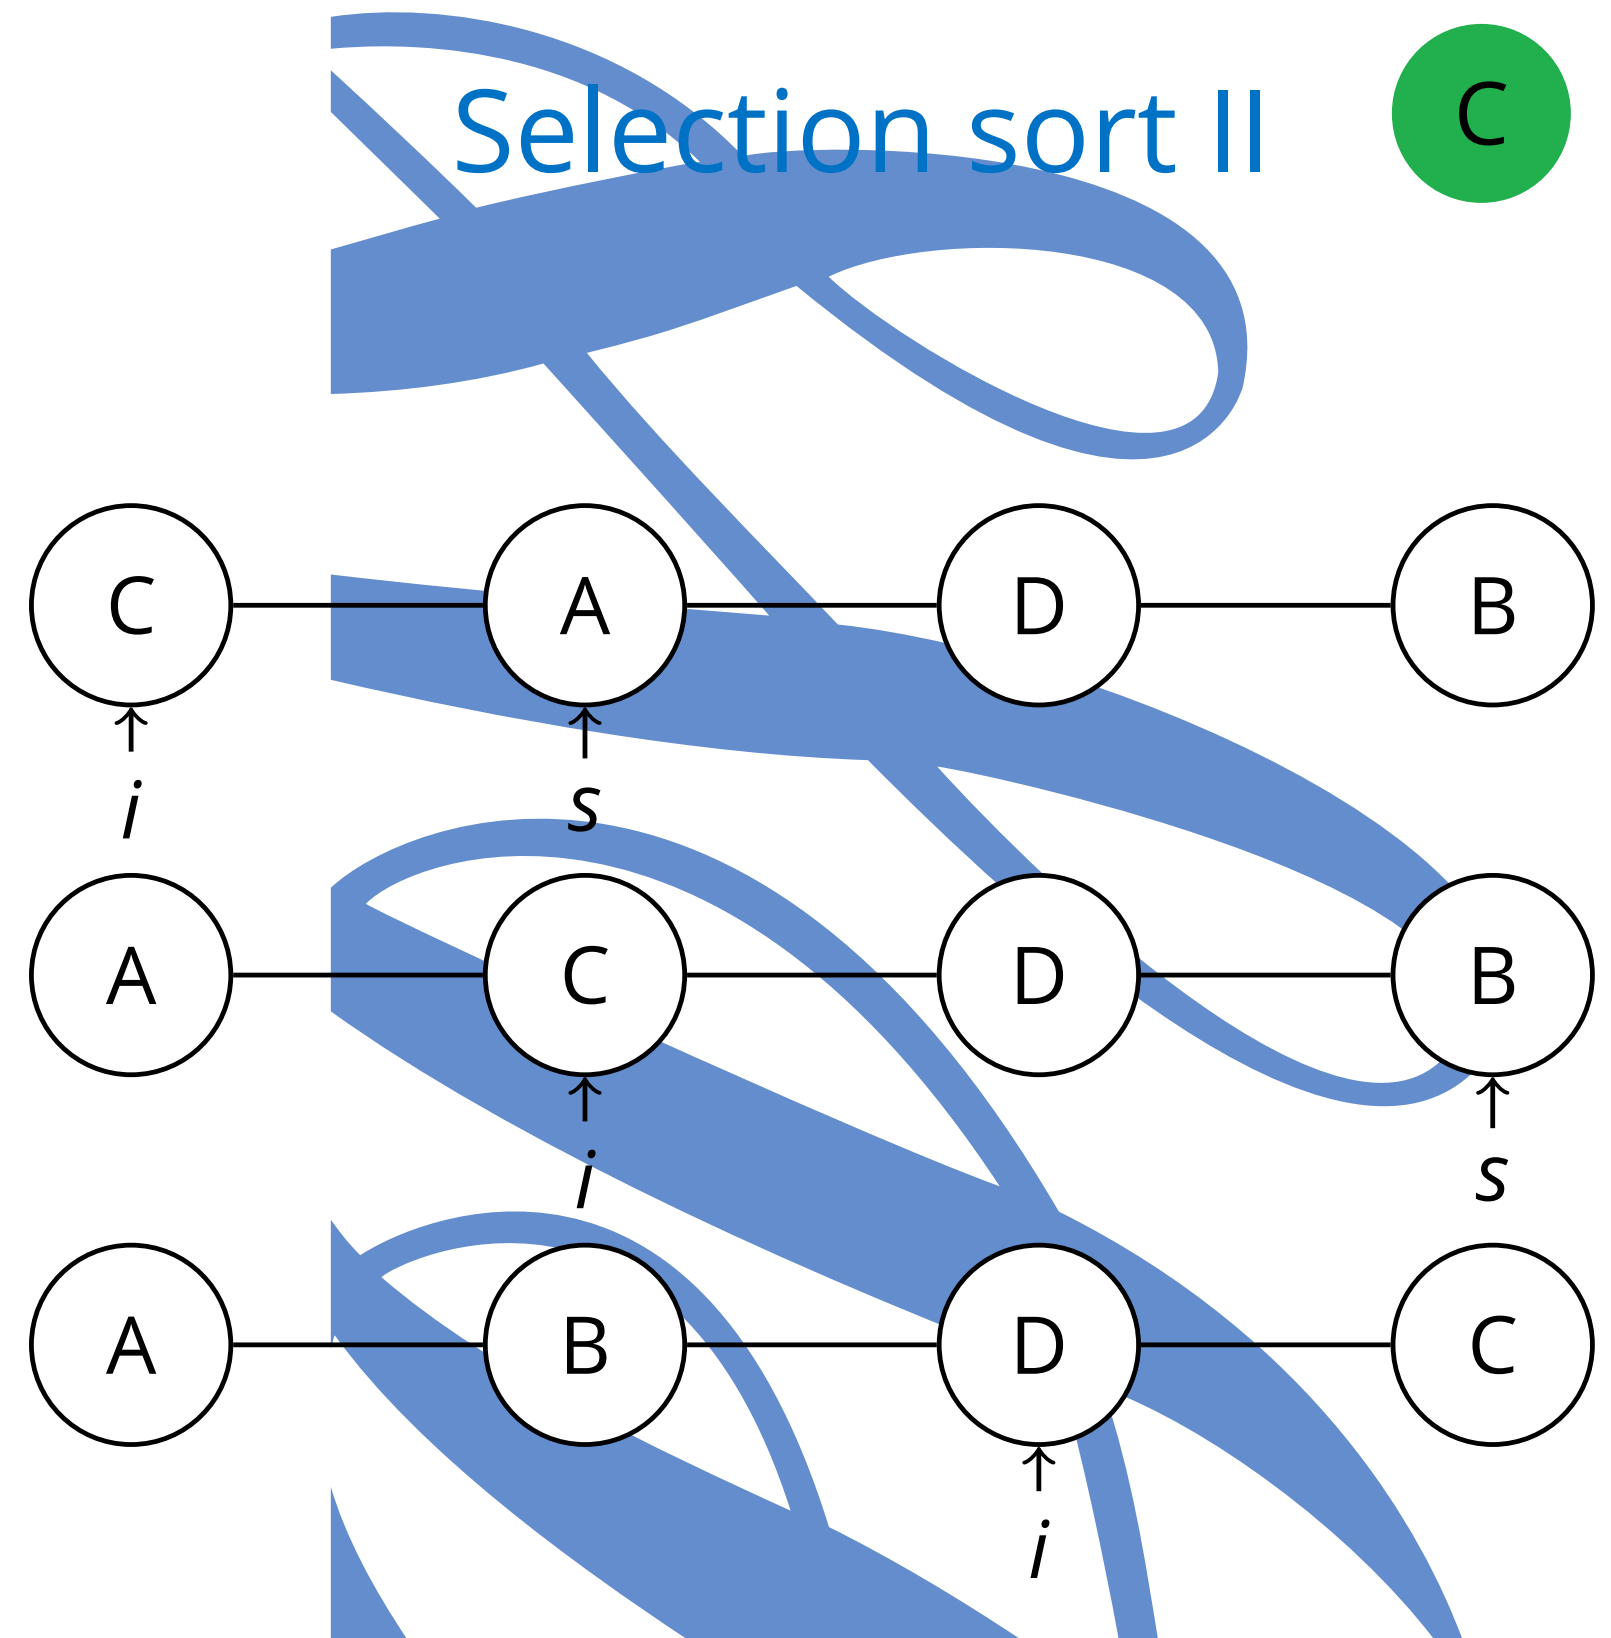 Selection sort II
C
C A D B
i s
A C D B
i s
A B D C
i